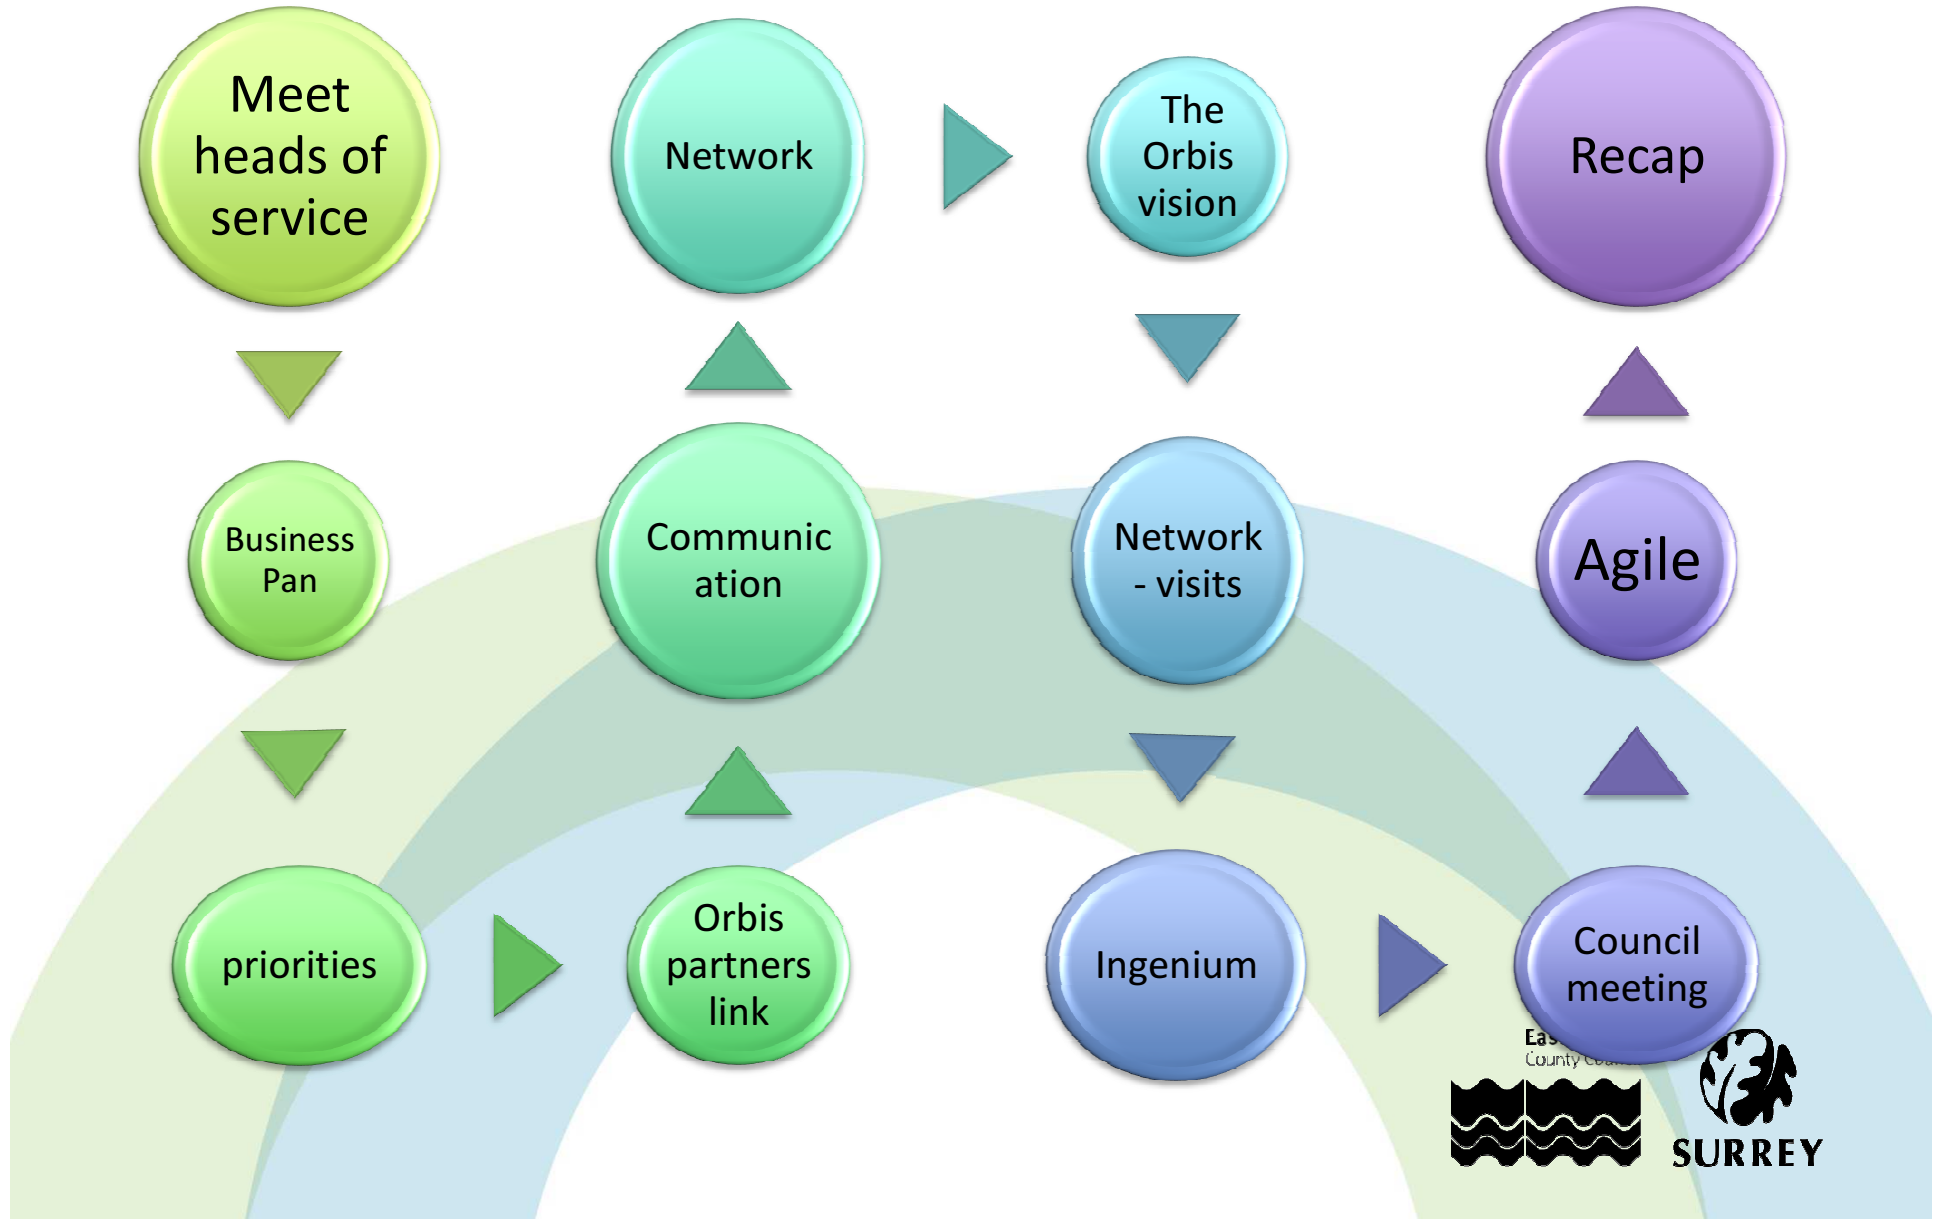 Meet
heads of
service
Business
Pan
priorities
Orbis
partners
link
Communic
ation
Network
The
Orbis
vision
Network
- visits
Ingenium
Council
meeting
Agile
Recap
County
SURREY